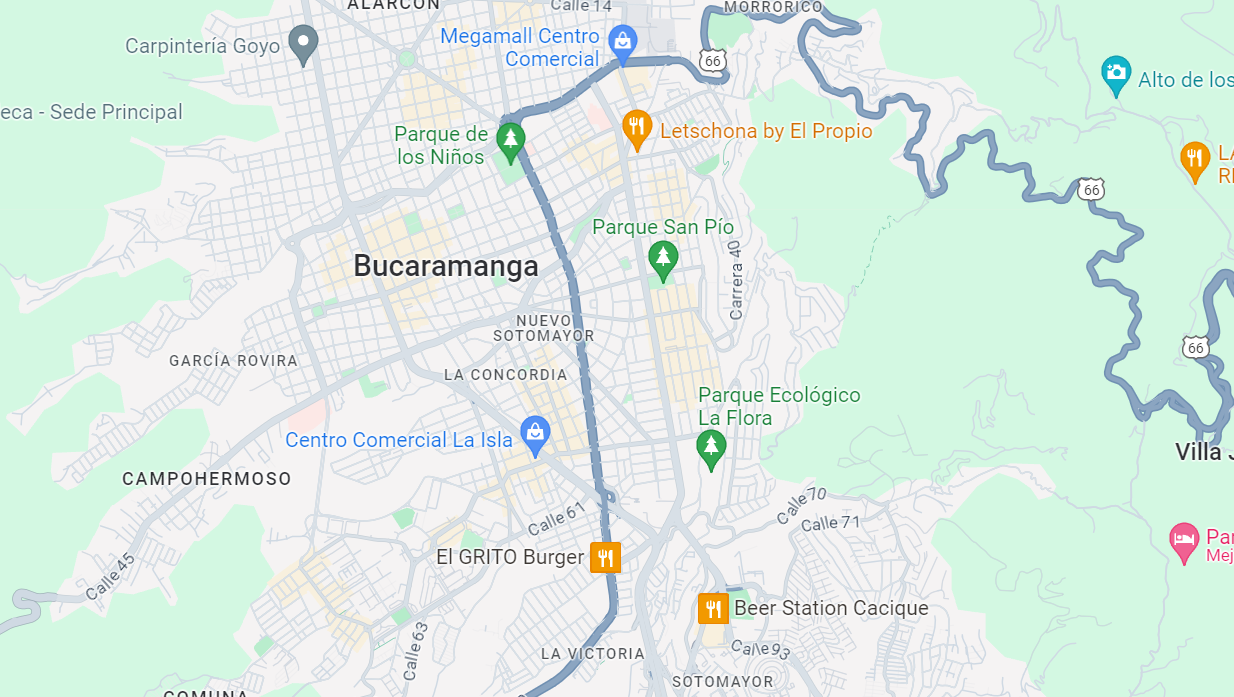 ALARCÓN
Calle 14
MORRORICO
Carpintería Goyo
Megamall Centro
Comercial
66
Alto de los
eca - Sede Principal
Parque de
los Niños
Letschona by El Propio
LA
66
Parque San Pío
Bucaramanga
Carrera 40
NUEVO
SOTOMAYOR
66
GARCÍA ROVIRA
LA CONCORDIA
Parque Ecológico
La Flora
Centro Comercial La Isla
Villa J
CAMPOHERMOSO
Calle 70
Calle 71
Calle 61
El GRITO Burger
Par
Mej
Calle 45
Beer Station Cacique
Calle 63
LA VICTORIA
Calle 93
SOTOMAYOR
COMUNA